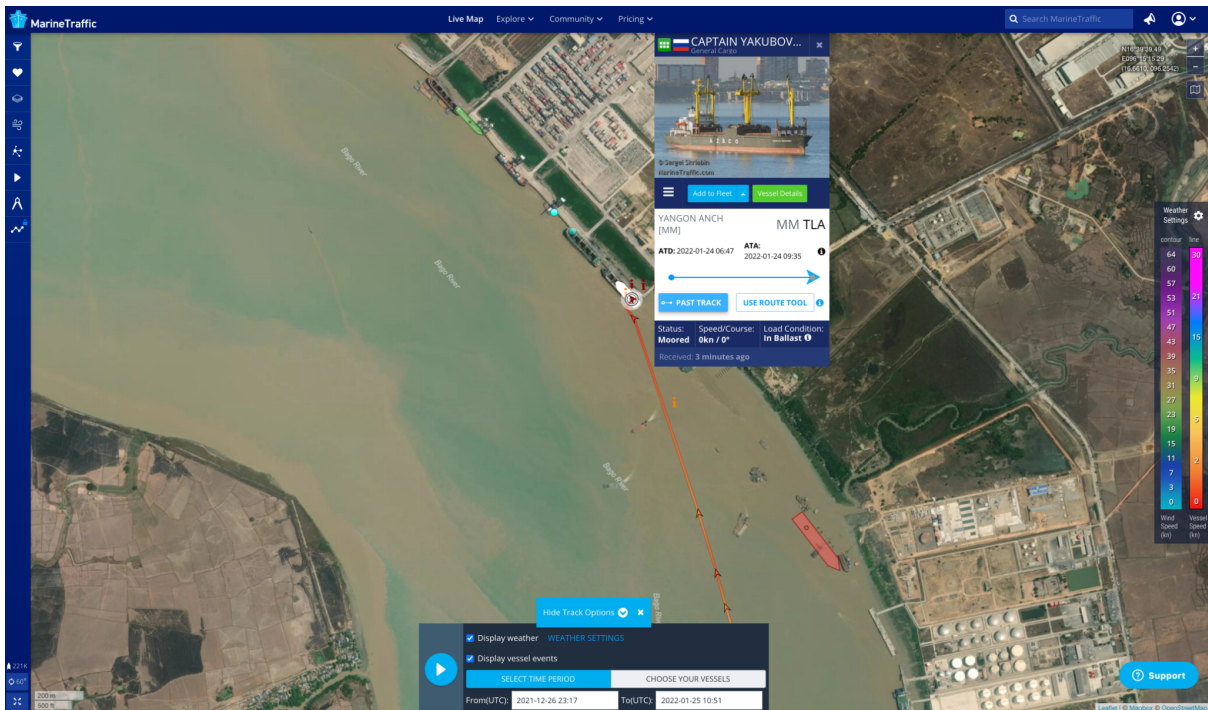 MarineTraffic
Live Map Explore Community Pricing
Search MarineTraffic
CAPTAIN YAKUBOV...
General Cargo
© Sergei Skriabin
MarineTraffic.com
Add to Fleet Vessel Details
YANGON ANCH
[MM]
MM TLA
ATD: 2022-01-24 06:47
ATA:
2022-01-24 09:35
PAST TRACK USE ROUTE TOOL
Status: Speed/Course: Load Condition:
Moored 0kn / 0° In Ballast
Received: 3 minutes ago
Bago River
Bago River
Bago River
Bago River
Weather
Settings
contour line
64 30
60
57
53 21
51
47 15
43
39
35 9
31
27
23 5
19
15
11 2
7
3
0 0
Wind Vessel
Speed Speed
(kn) (kn)
Hide Track Options
Display weather WEATHER SETTINGS
Display vessel events
SELECT TIME PERIOD CHOOSE YOUR VESSELS
From(UTC): 2021-12-26 23:17 To(UTC): 2022-01-25 10:51
221K
60"
200 m
500 ft
Support
Leaflet | © Mapbox © OpenStreetMap